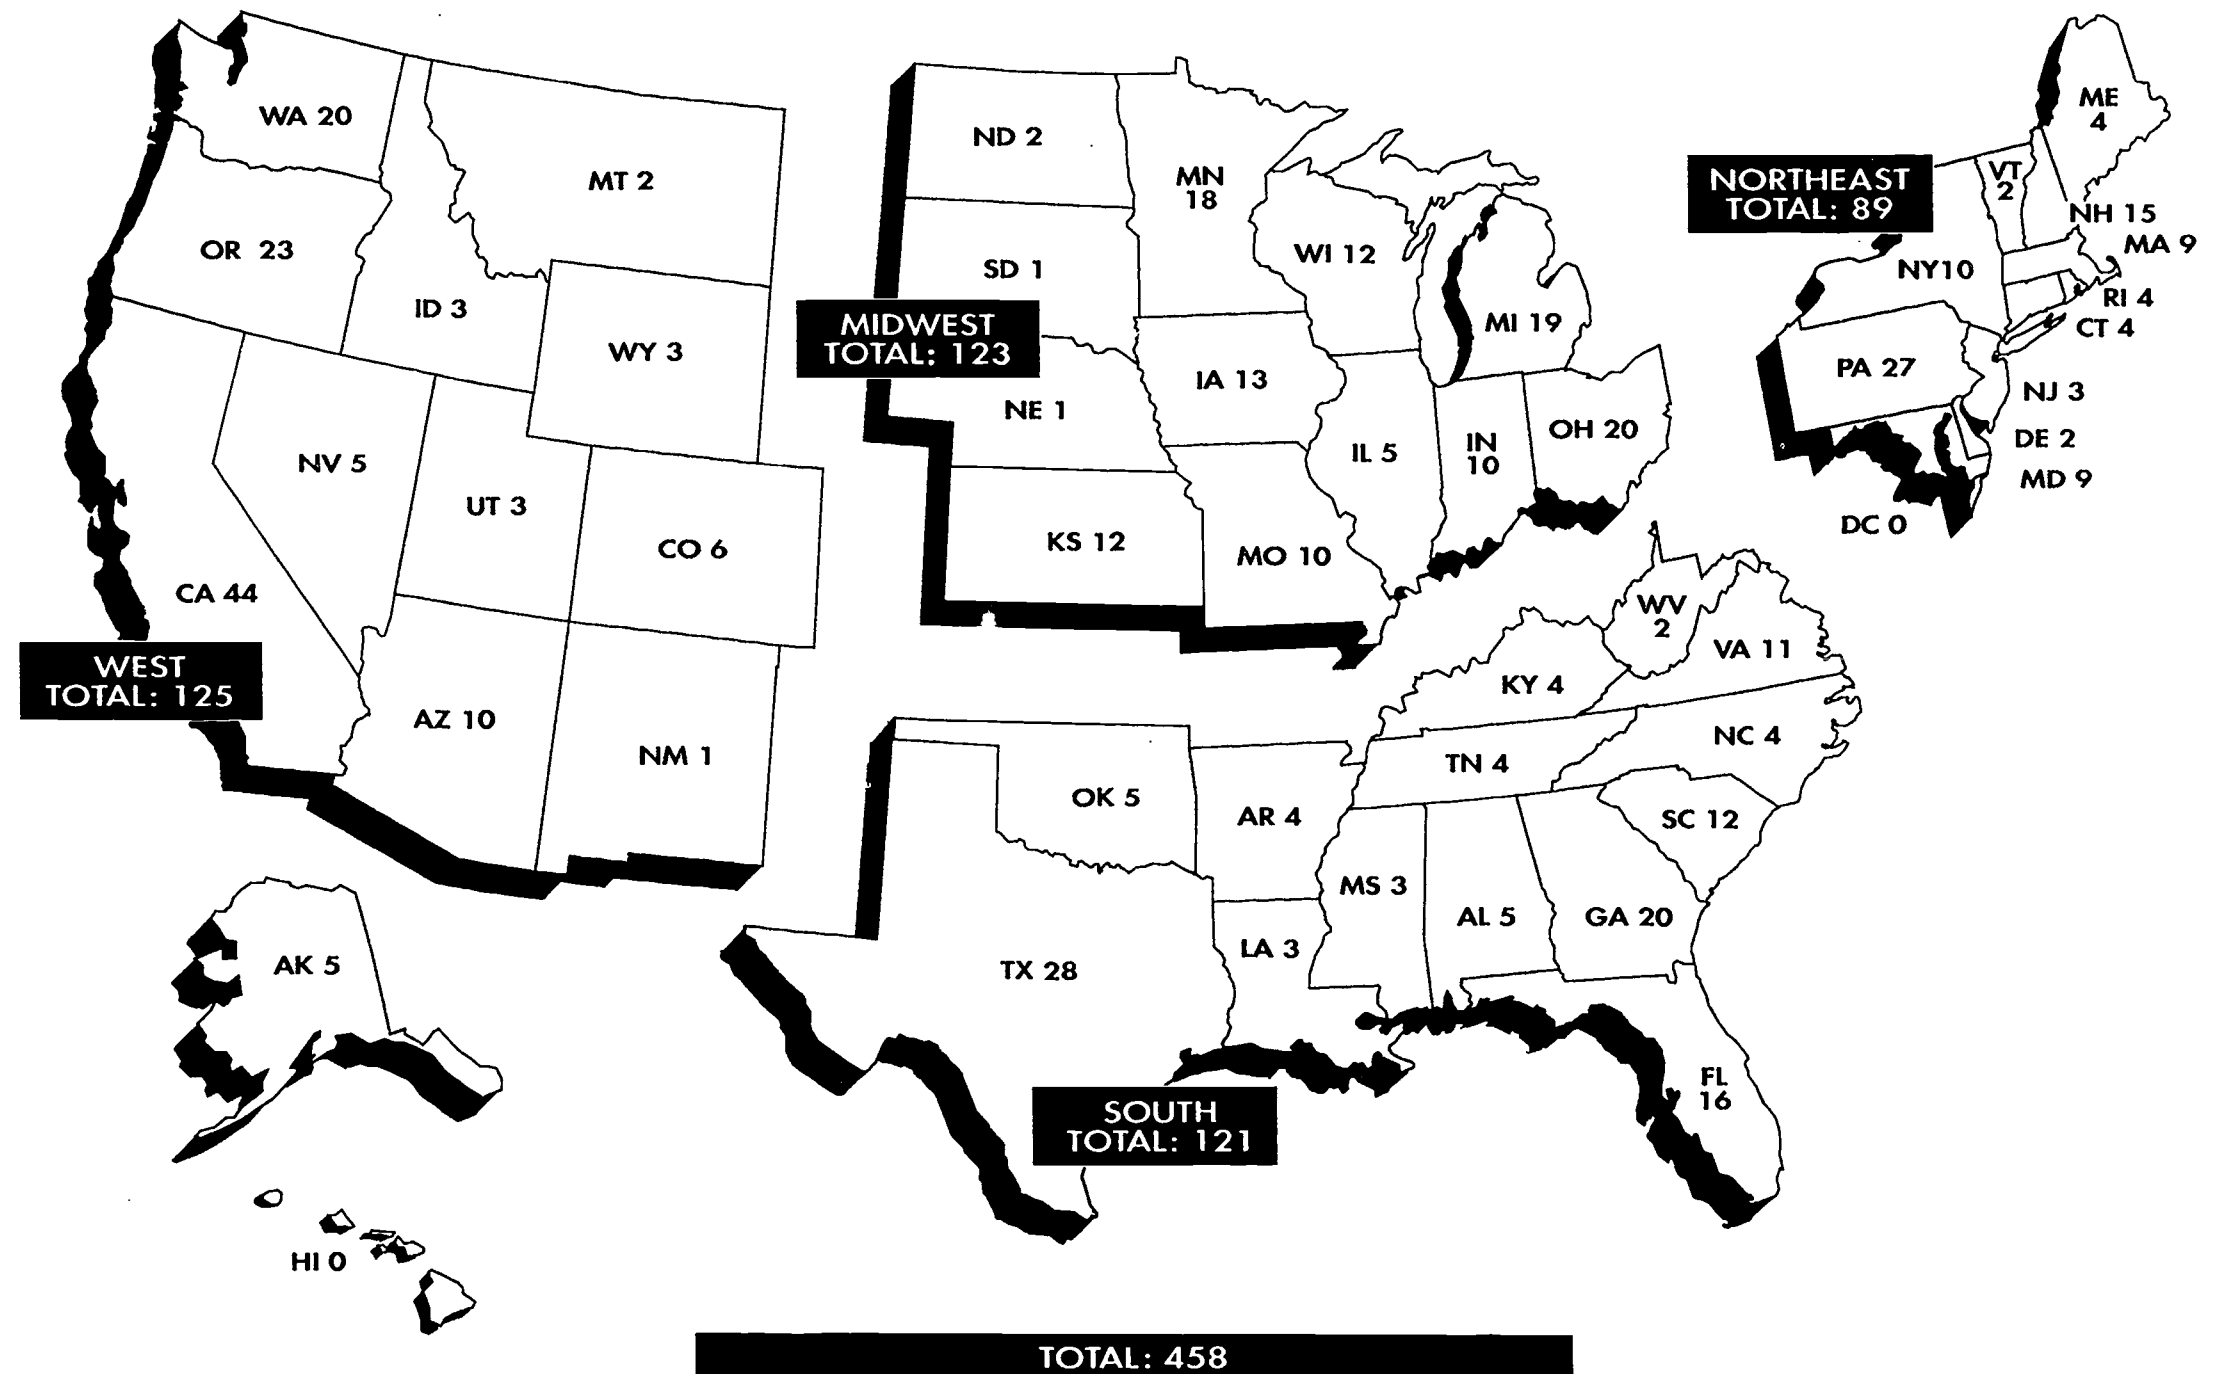 WA 20
MT 2
OR 23
ID 3
WY 3
NV 5
UT 3
CO 6
CA 44
WEST
TOTAL: 125
AZ 10
NM 1
AK 5
HI 0
ND 2
MN
18
SD 1
WI 12
MIDWEST
TOTAL: 123
MI 19
IA 13
NE 1
OH 20
IL 5
IN
10
KS 12
MO 10
ME
4
NORTHEAST
TOTAL: 89
VT
2
NH 15
MA 9
NY10
RI 4
CT 4
PA 27
NJ 3
DE 2
MD 9
DC 0
WV
2
VA 11
KY 4
NC 4
TN 4
OK 5
AR 4
SC 12
MS 3
AL 5
GA 20
LA 3
TX 28
FL
16
SOUTH
TOTAL: 121
TOTAL: 458